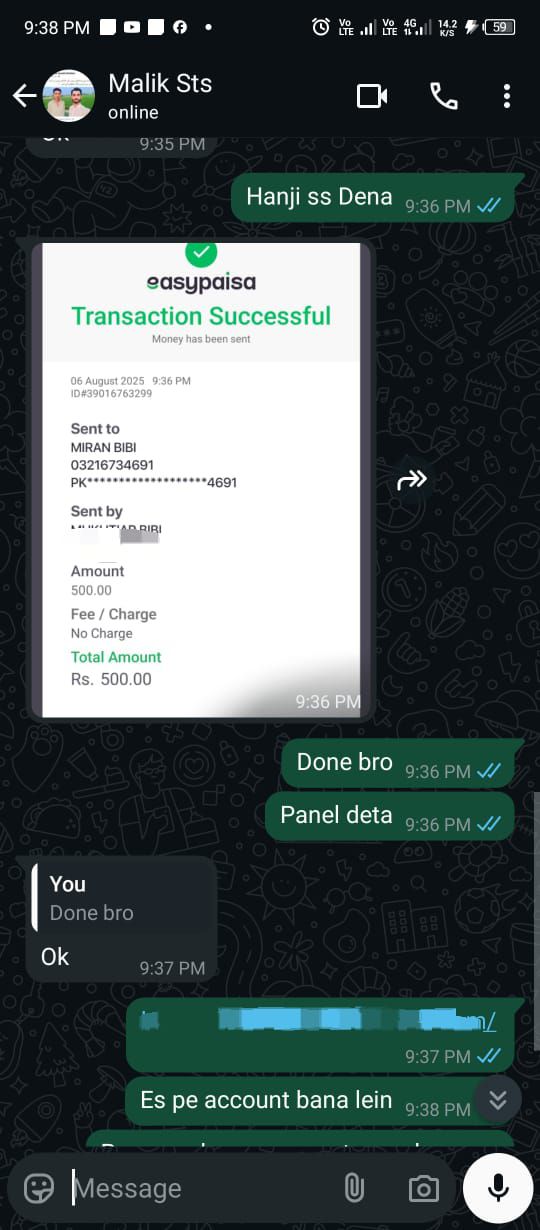 9:38 PM
Vo LTE
Vo LTE
4G
14.2 K/S
59
Malik Sts
online
9:35 PM
Hanji ss Dena 9:36 PM
easypaisa
Transaction Successful
Money has been sent
06 August 2025 9:36 PM
ID#39016763299
Sent to
MIRAN BIBI
03216734691
PK*******************4691
Sent by
Amount
500.00
Fee / Charge
No Charge
Total Amount
Rs. 500.00
9:36 PM
Done bro 9:36 PM
Panel deta 9:36 PM
You
Done bro
Ok
9:37 PM
9:37 PM
Es pe account bana lein 9:38 PM
Message